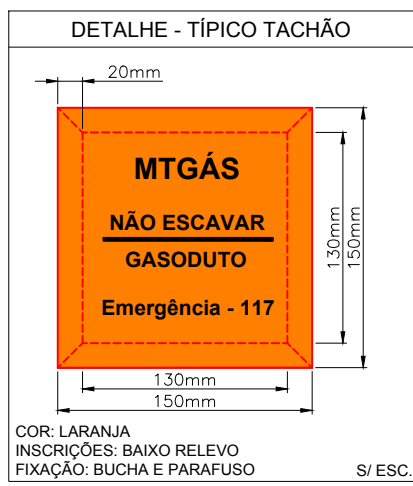 DETALHE - TÍPICO TACHÃO
20mm
MTGÁS
NÃO ESCAVAR
GASODUTO
Emergência - 117
130mm
150mm
130mm
150mm
COR: LARANJA
INSCRIÇÕES: BAIXO RELEVO
FIXAÇÃO: BUCHA E PARAFUSO
S/ ESC.